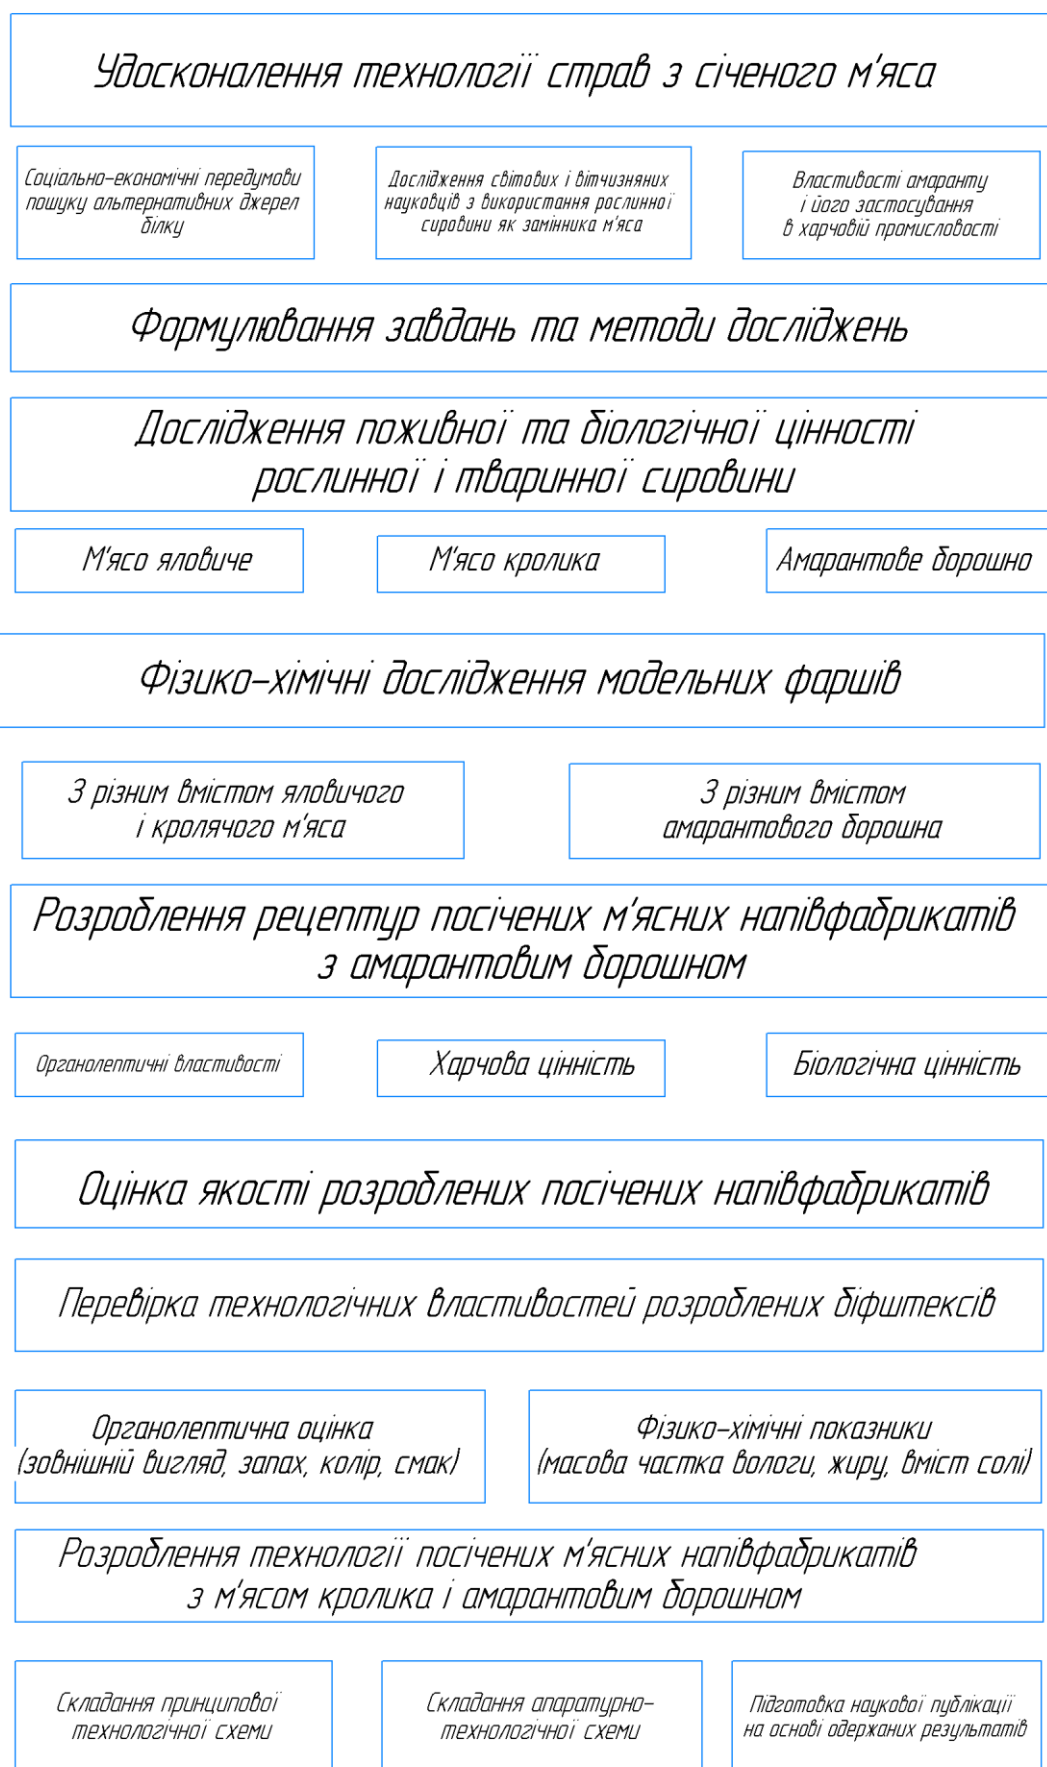 Удосконалення технології страв з січеного м'яса
Соціально-економічні передумови
пошуку альтернативних джерел
білку
Дослідження світових і вітчизняних
науковців з використання рослинної
сировини як замінника м'яса
Властивості амаранту
і його застосування
в харчовій промисловості
Формулювання завдань та методи досліджень
Дослідження поживної та біологічної цінності
рослинної і тваринної сировини
М'ясо яловиче
М'ясо кролика
Амарантове борошно
Фізико-хімічні дослідження модельних фаршів
З різним вмістом яловичого
і кролячого м'яса
З різним вмістом
амарантового борошна
Розроблення рецептур посічених м'ясних напівфабрикатів
з амарантовим борошном
Органолептичні властивості
Харчова цінність
Біологічна цінність
Оцінка якості розроблених посічених напівфабрикатів
Перевірка технологічних властивостей розроблених біфштексів
Органолептична оцінка
(зовнішній вигляд, запах, колір, смак)
Фізико-хімічні показники
(масова частка вологи, жиру, вміст солі)
Розроблення технології посічених м'ясних напівфабрикатів
з м'ясом кролика і амарантовим борошном
Складання принципової
технологічної схеми
Складання апаратурно-
технологічної схеми
Підготовка наукової публікації
на основі одержаних результатів